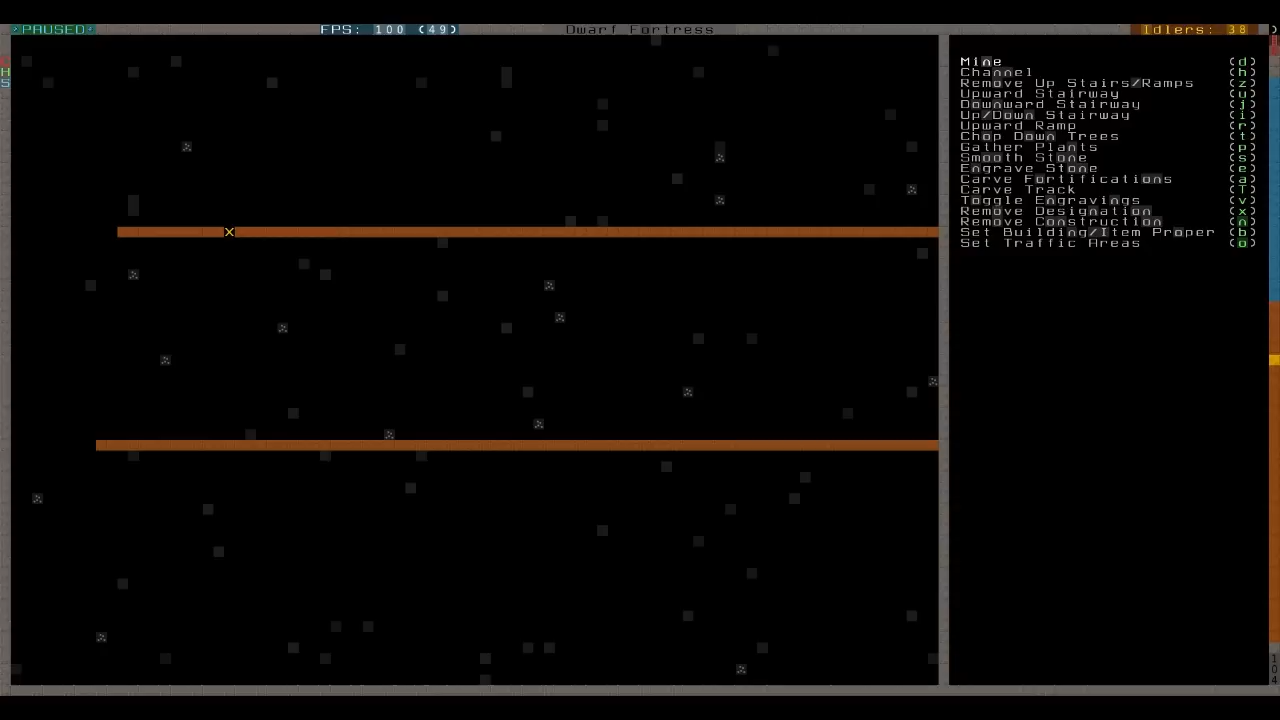 *PAUSED*
FPS: 100 (49)
Dwarf Fortress
Idlers: 38
H
S
Mine (d)
Channel (h)
Remove Up Stairs/Ramps (z)
Upward Stairway (u)
Downward Stairway (j)
Up/Down Stairway (i)
Upward Ramp (r)
Chop Down Trees (t)
Gather Plants (p)
Smooth Stone (s)
Engrave Stone (e)
Carve Fortifications (a)
Carve Track (T)
Toggle Engravings (v)
Remove Designation (x)
Remove Construction (n)
Set Building/Item Proper (b)
Set Traffic Areas (o)
X
104